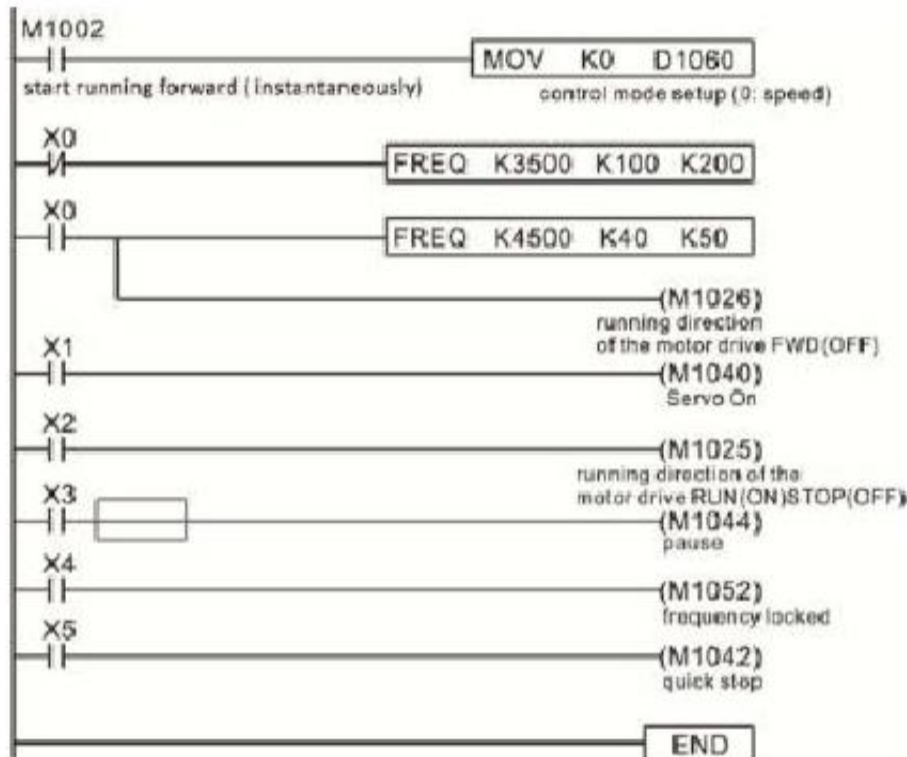 M1002
MOV K0 D1060
start running forward (instantaneously)
control mode setup (0: speed)
X0
FREQ K3500 K100 K200
X0
FREQ K4500 K40 K50
(M1026)
running direction
of the motor drive FWD(OFF)
X1
(M1040)
Servo On
X2
(M1025)
running direction of the
motor drive RUN(ON)STOP(OFF)
X3
(M1044)
pause
X4
(M1052)
frequency locked
X5
(M1042)
quick stop
END